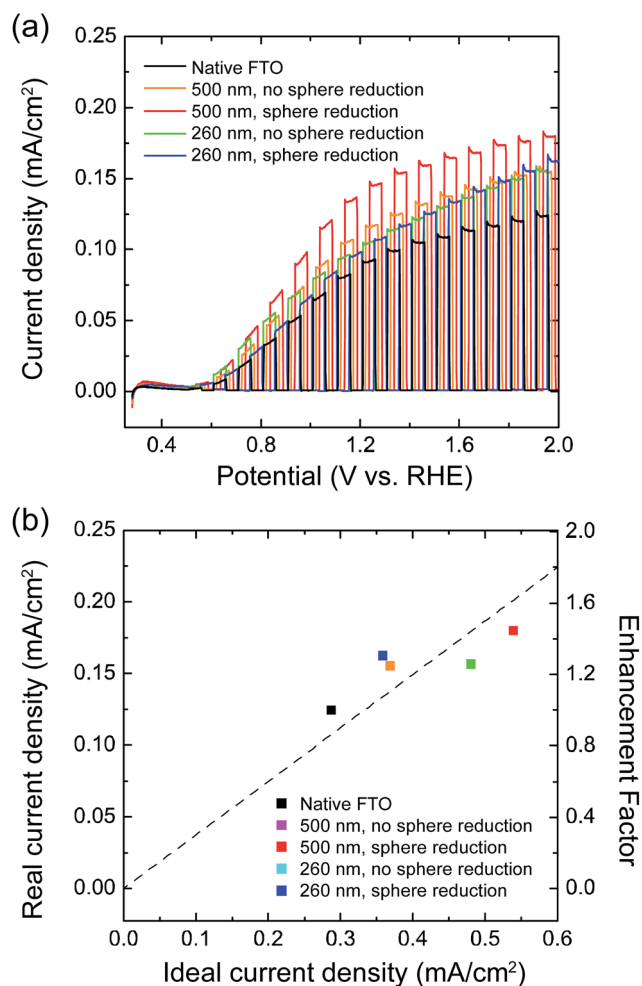 (a)
0.25
0.20
0.15
0.10
0.05
0.00
Current density (mA/cm²)
Native FTO
500 nm, no sphere reduction
500 nm, sphere reduction
260 nm, no sphere reduction
260 nm, sphere reduction
0.4 0.8 1.2 1.6 2.0
Potential (V vs. RHE)
(b)
0.25
0.20
0.15
0.10
0.05
0.00
Real current density (mA/cm²)
2.0
1.6
1.2
0.8
0.4
0.0
Enhancement Factor
Native FTO
500 nm, no sphere reduction
500 nm, sphere reduction
260 nm, no sphere reduction
260 nm, sphere reduction
0.0 0.1 0.2 0.3 0.4 0.5 0.6
Ideal current density (mA/cm²)